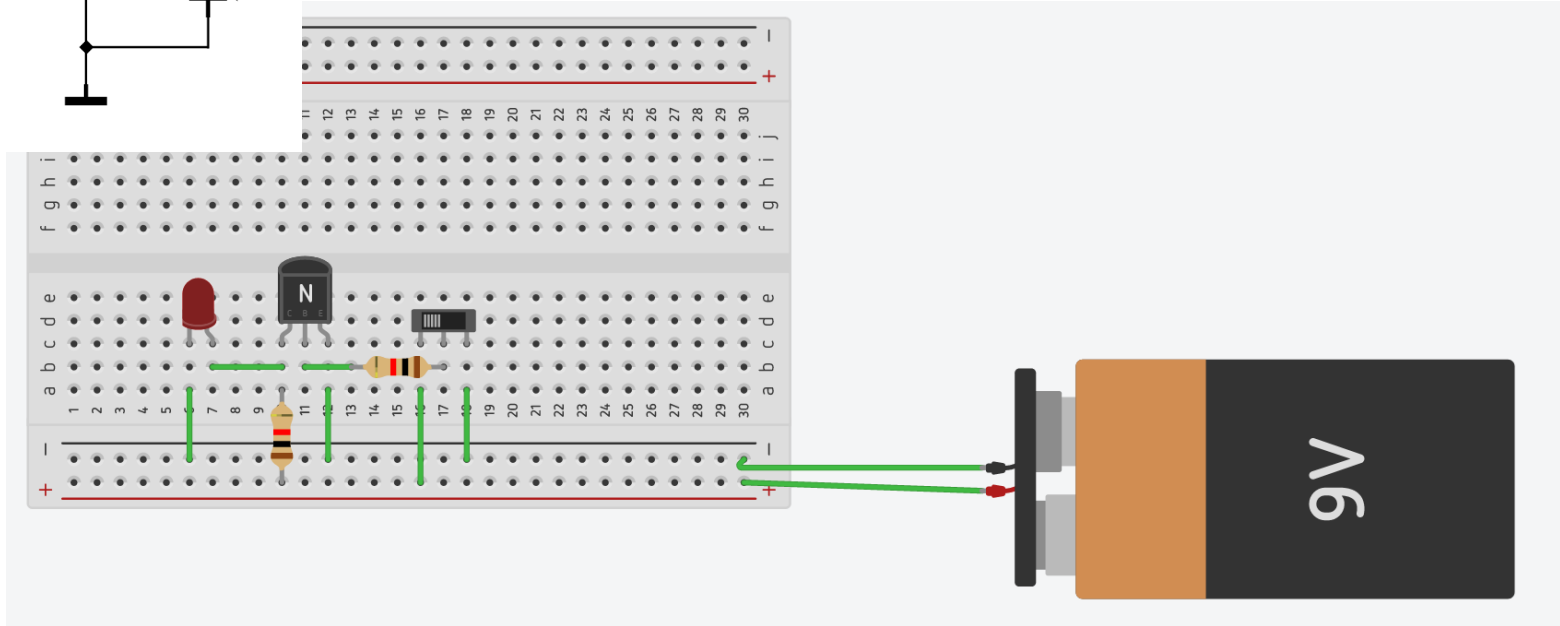 −
+
11 12 13 14 15 16 17 18 19 20 21 22 23 24 25 26 27 28 29 30
j
i i
h h
g g
f f
e e
d d
c c
b b
a a
N
C B E
1 2 3 4 5 6 7 8 9 10 11 12 13 14 15 16 17 18 19 20 21 22 23 24 25 26 27 28 29 30
− −
+ +
9V